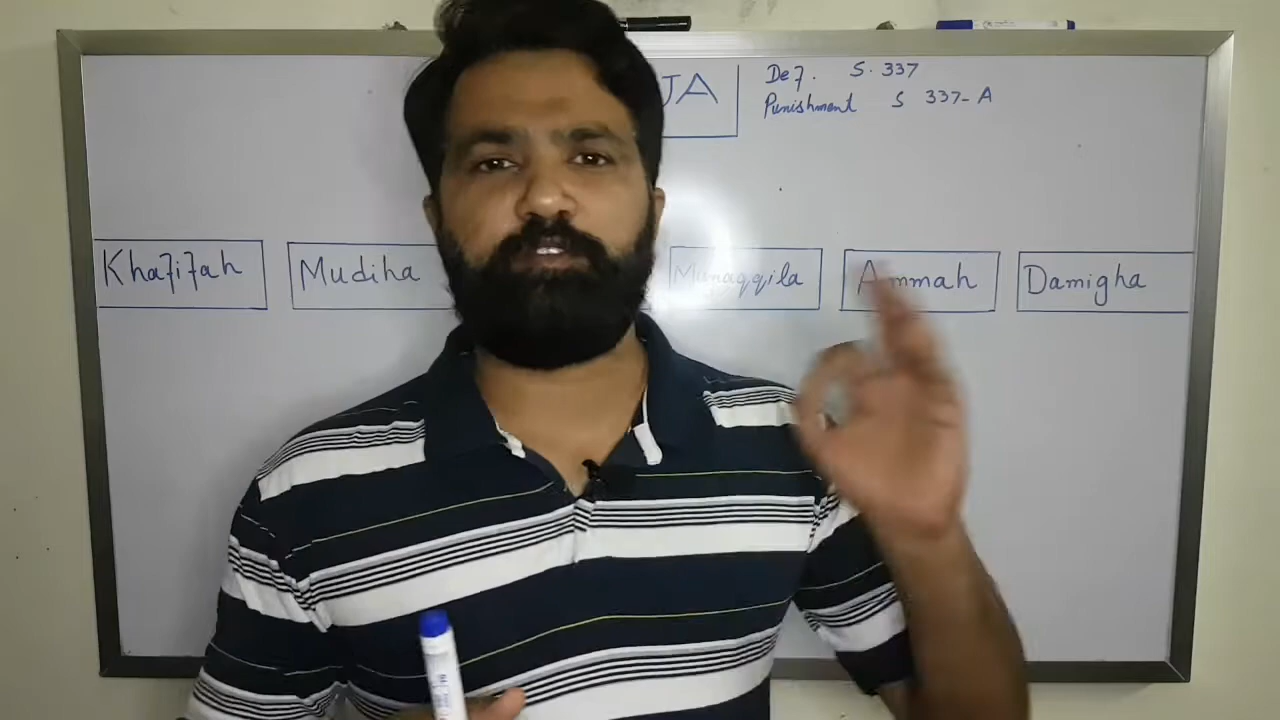 JA
Def. S. 337
Punishment S 337-A
Khafifah
Mudiha
Munaqqila
Ammah
Damigha